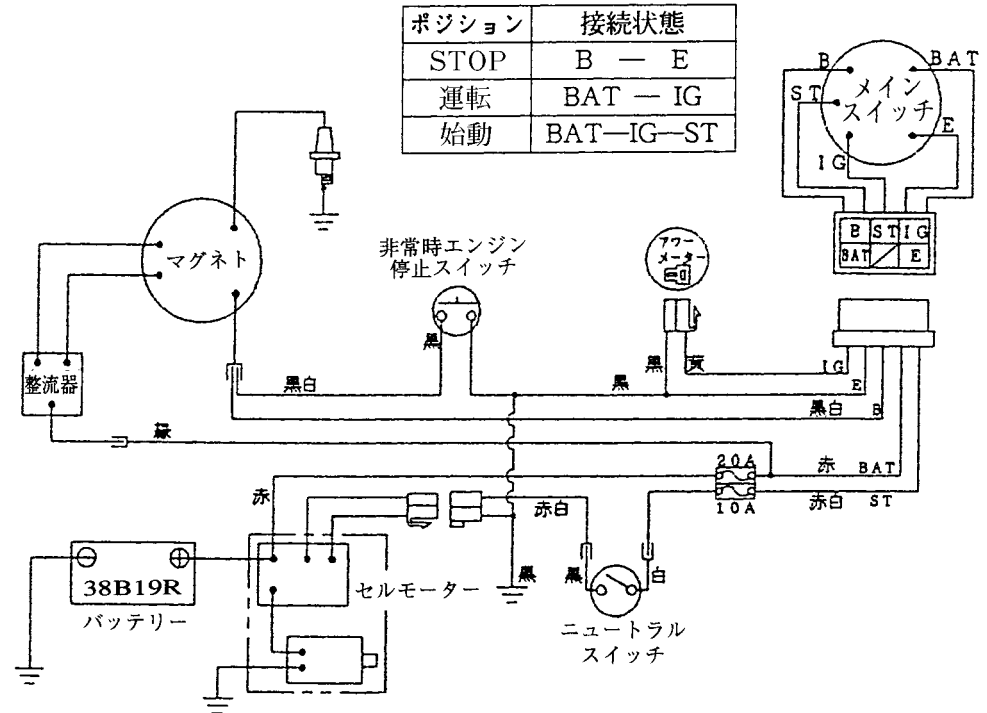 ポジション 接続状態
STOP B — E
運転 BAT — IG
始動 BAT—IG—ST
B
BAT
ST
メイン
スイッチ
E
IG
B ST IG
BAT E
マグネト
非常時エンジン
停止スイッチ
アワー
メーター
黒
黒
黄
IG
整流器
黒白
黒
E
黒白
B
緑
20A
赤
BAT
赤
10A
赤白
ST
赤白
38B19R
バッテリー
セルモーター
黒
黒
白
ニュートラル
スイッチ